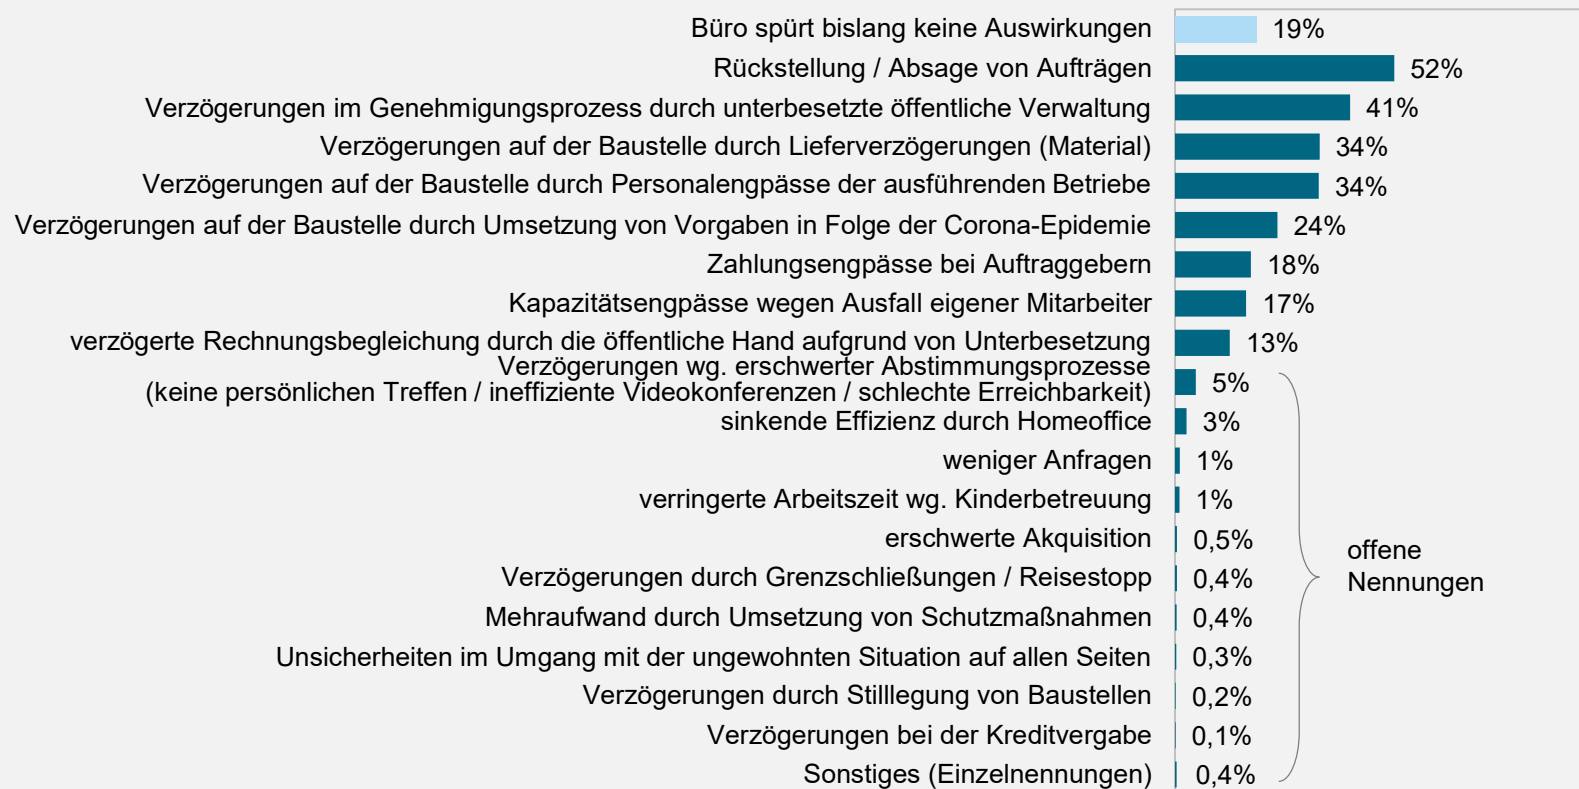 Büro spürt bislang keine Auswirkungen 19%
Rückstellung / Absage von Aufträgen 52%
Verzögerungen im Genehmigungsprozess durch unterbesetzte öffentliche Verwaltung 41%
Verzögerungen auf der Baustelle durch Lieferverzögerungen (Material) 34%
Verzögerungen auf der Baustelle durch Personalengpässe der ausführenden Betriebe 34%
Verzögerungen auf der Baustelle durch Umsetzung von Vorgaben in Folge der Corona-Epidemie 24%
Zahlungsengpässe bei Auftraggebern 18%
Kapazitätsengpässe wegen Ausfall eigener Mitarbeiter 17%
verzögerte Rechnungsbegleichung durch die öffentliche Hand aufgrund von Unterbesetzung 13%
Verzögerungen wg. erschwerter Abstimmungsprozesse
(keine persönlichen Treffen / ineffiziente Videokonferenzen / schlechte Erreichbarkeit) 5%
sinkende Effizienz durch Homeoffice 3%
weniger Anfragen 1%
verringerte Arbeitszeit wg. Kinderbetreuung 1%
erschwerte Akquisition 0,5%
Verzögerungen durch Grenzschließungen / Reisestopp 0,4%
Mehraufwand durch Umsetzung von Schutzmaßnahmen 0,4%
Unsicherheiten im Umgang mit der ungewohnten Situation auf allen Seiten 0,3%
Verzögerungen durch Stilllegung von Baustellen 0,2%
Verzögerungen bei der Kreditvergabe 0,1%
Sonstiges (Einzelnennungen) 0,4%
offene
Nennungen